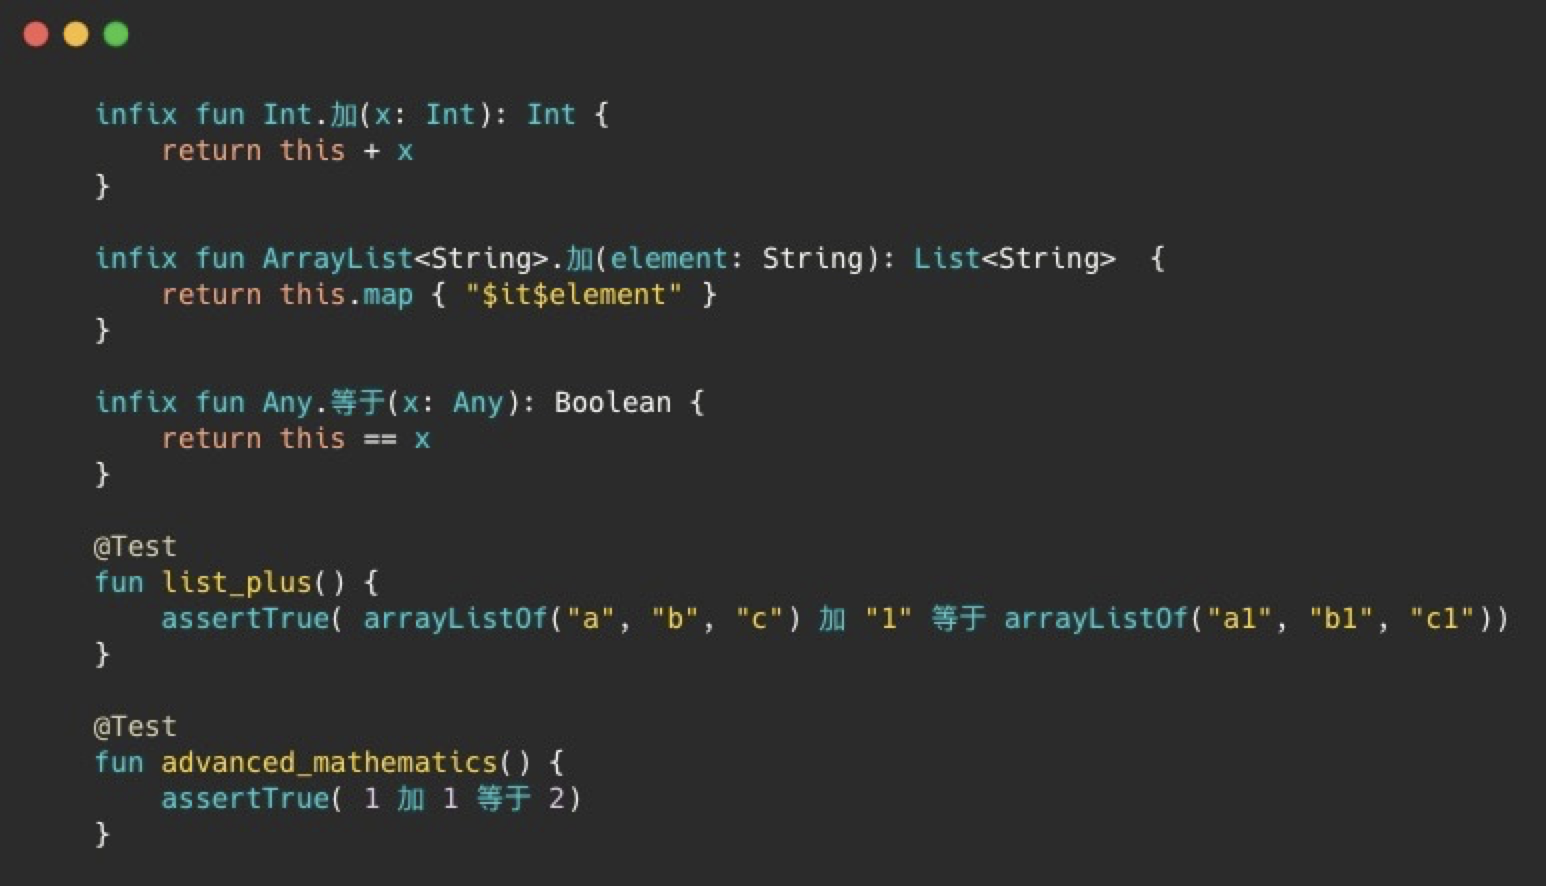 infix fun Int.加(x: Int): Int {
    return this + x
}
infix fun ArrayList<String>.加(element: String): List<String>  {
    return this.map { "$it$element" }
}
infix fun Any.等于(x: Any): Boolean {
    return this == x
}
@Test
fun list_plus() {
    assertTrue( arrayListOf("a", "b", "c") 加 "1" 等于 arrayListOf("a1", "b1", "c1"))
}
@Test
fun advanced_mathematics() {
    assertTrue( 1 加 1 等于 2)
}